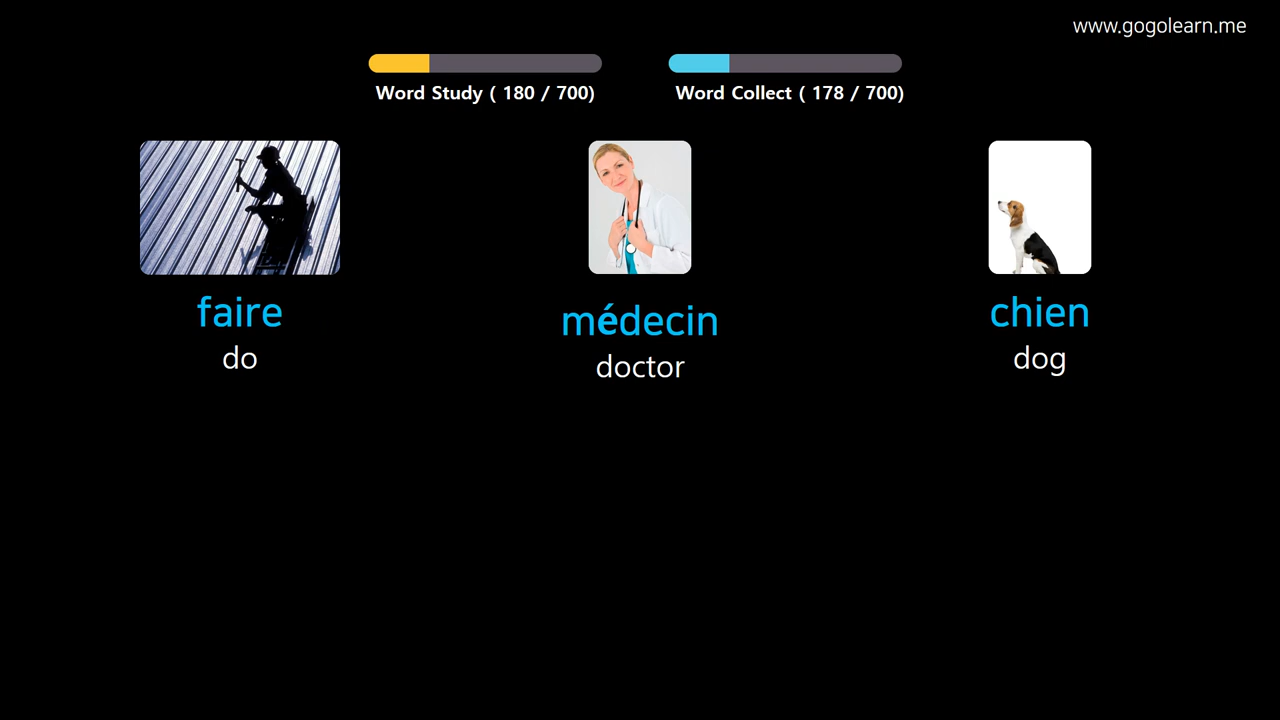 www.gogolearn.me
Word Study ( 180 / 700)
Word Collect ( 178 / 700)
faire
do
médecin
doctor
chien
dog